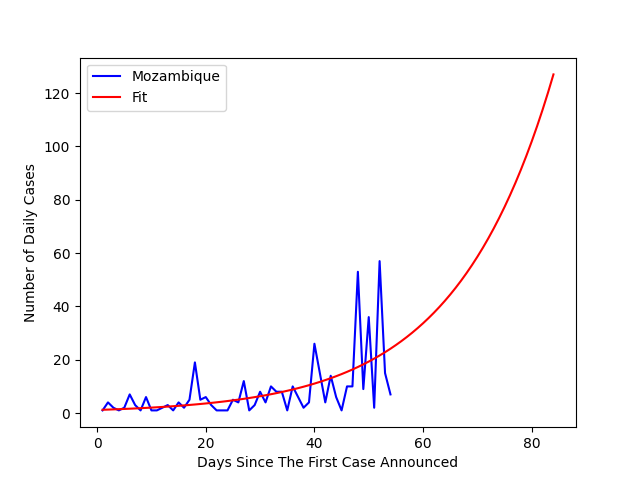 Mozambique
Fit
120
100
80
60
40
20
0
Number of Daily Cases
0 20 40 60 80
Days Since The First Case Announced